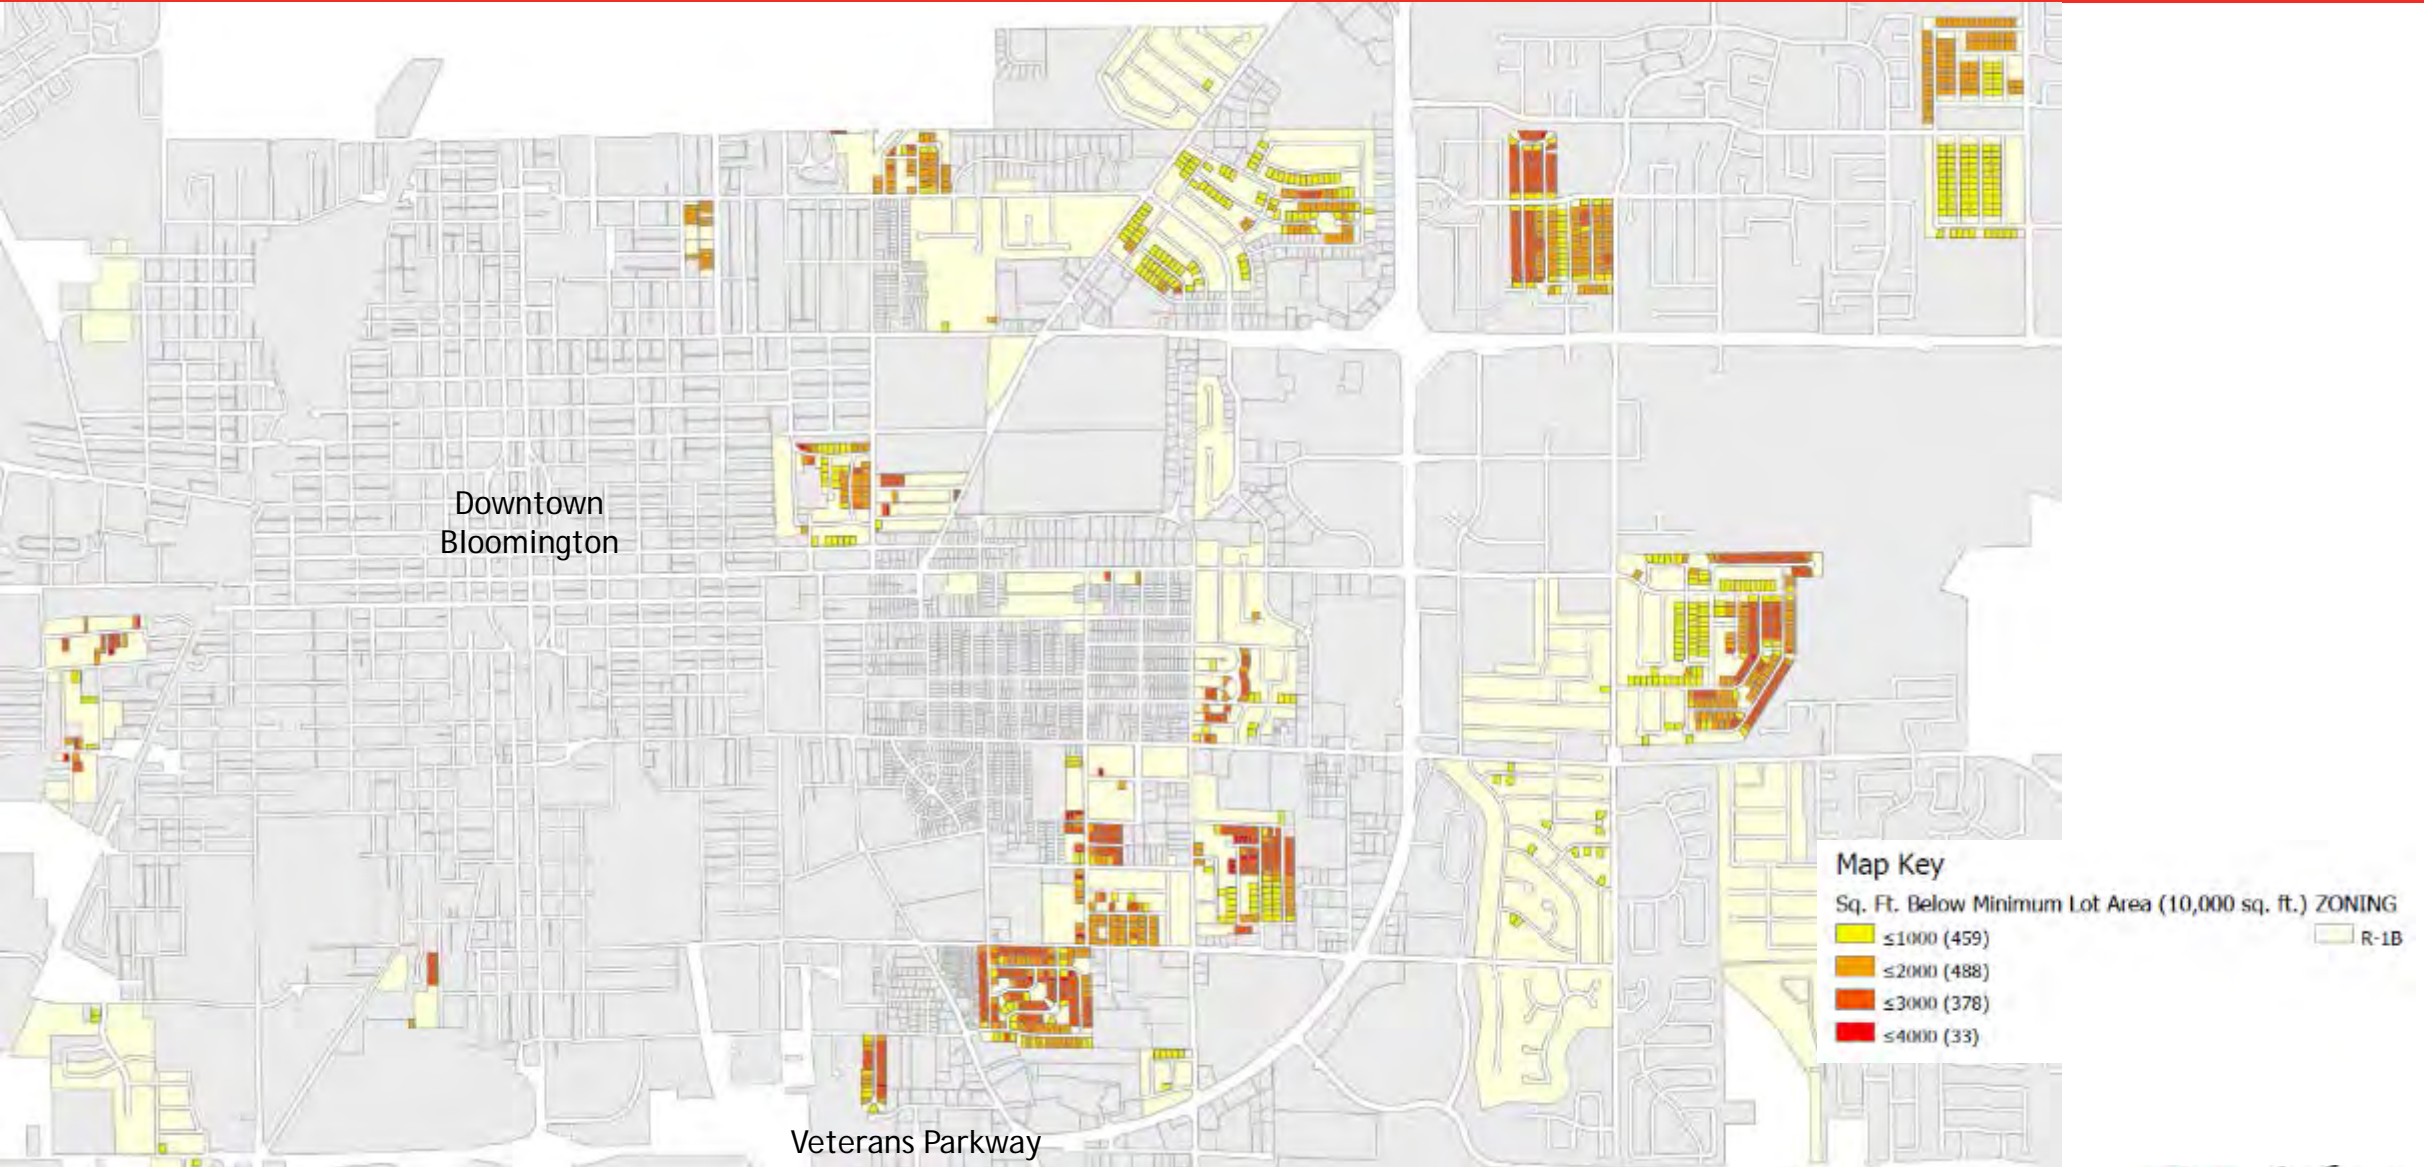 Downtown
Bloomington
Veterans Parkway
Map Key
Sq. Ft. Below Minimum Lot Area (10,000 sq. ft.) ZONING
≤1000 (459)
R-1B
≤2000 (488)
≤3000 (378)
≤4000 (33)